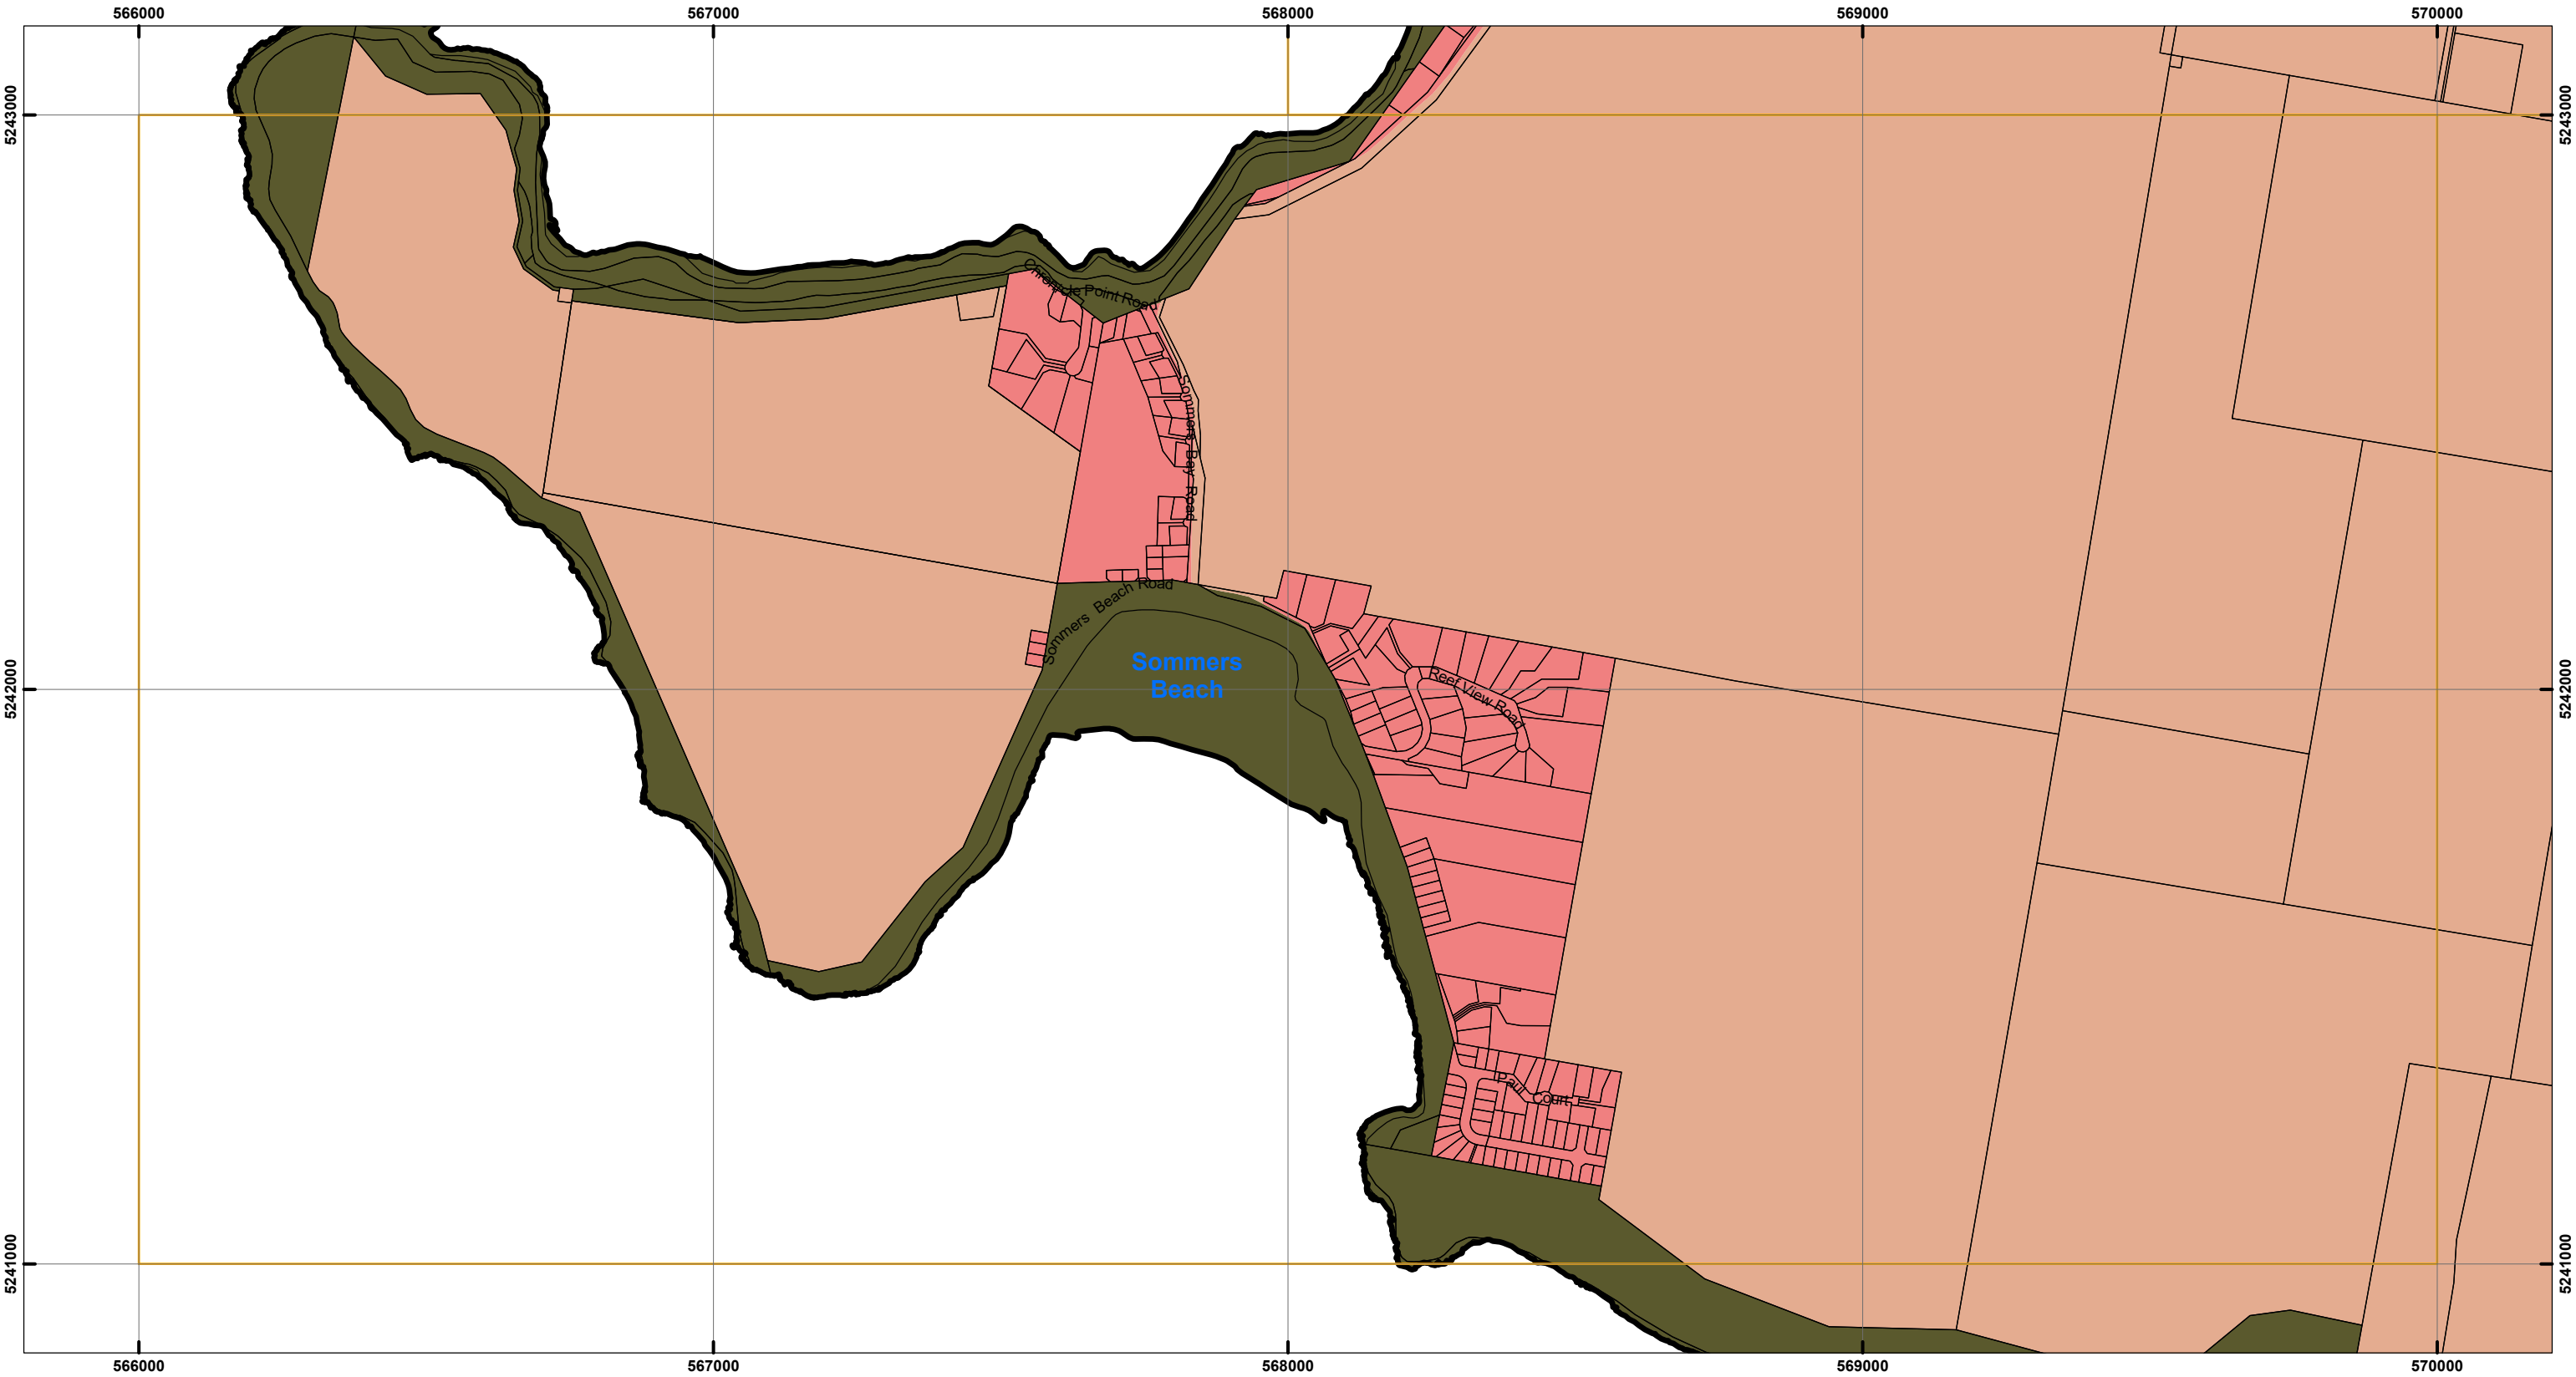 566000 567000 568000 569000 570000
5243000 5243000
Chronicle Point Road
Sommers Bay Road
Sommers Beach Road
Sommers
Beach
Reef View Road
5242000 5242000
Paul Court
5241000 5241000
566000 567000 568000 569000 570000